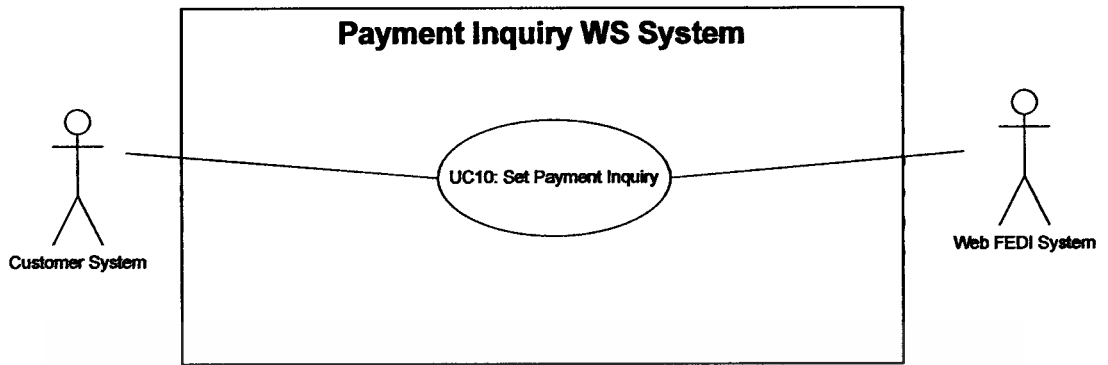 Payment Inquiry WS System
UC10: Set Payment Inquiry
Customer System
Web FEDI System